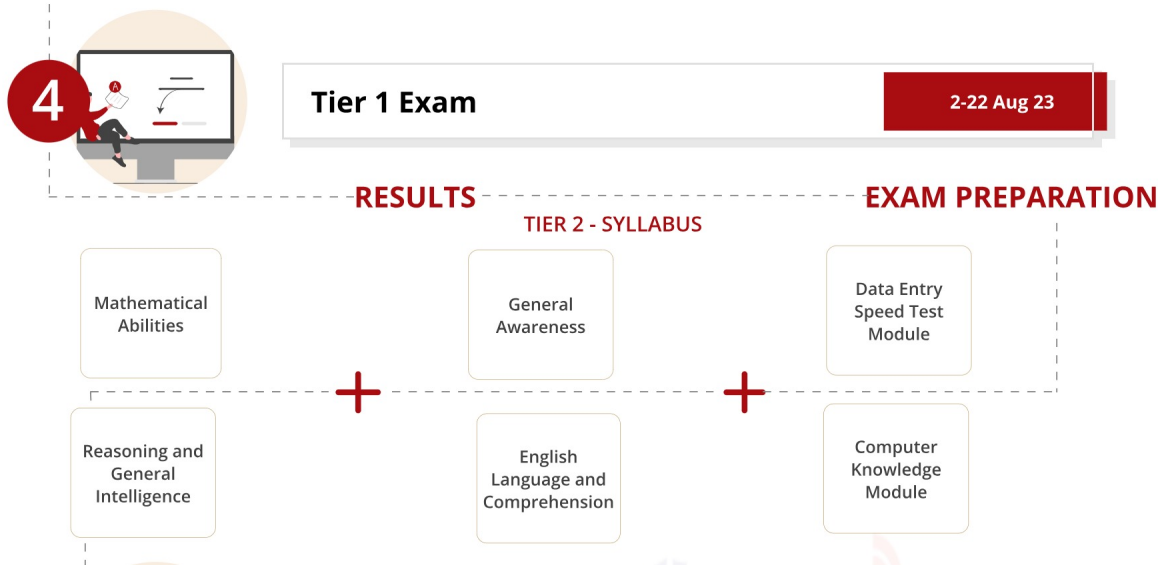 4
A
Tier 1 Exam
2-22 Aug 23
RESULTS
EXAM PREPARATION
TIER 2 - SYLLABUS
Mathematical
Abilities
General
Awareness
Data Entry
Speed Test
Module
Reasoning and
General
Intelligence
English
Language and
Comprehension
Computer
Knowledge
Module